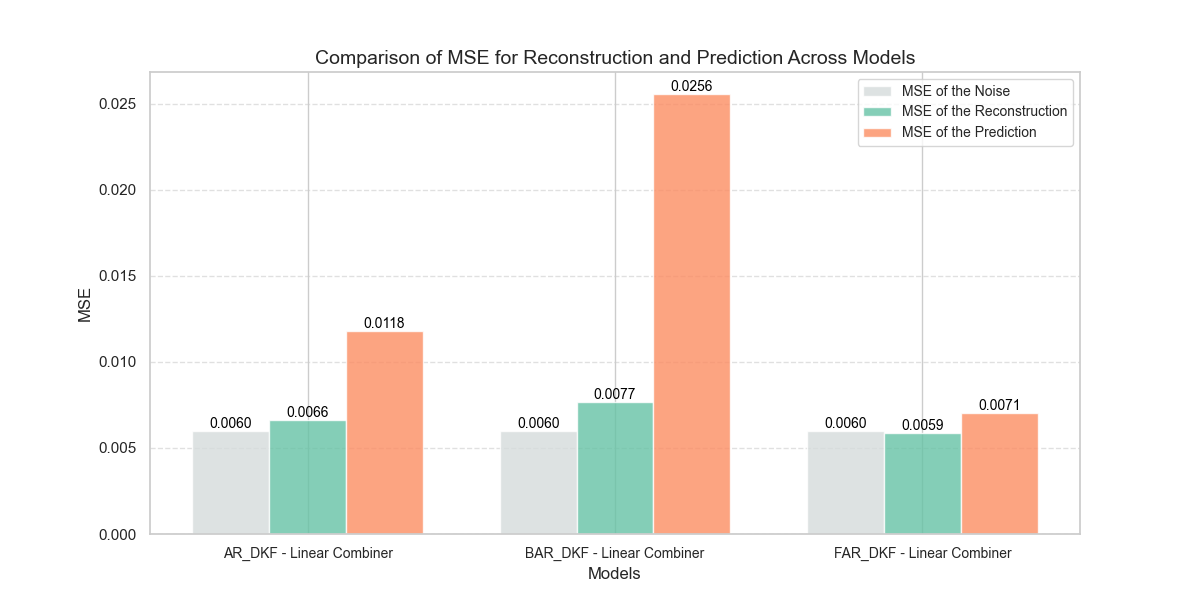 Comparison of MSE for Reconstruction and Prediction Across Models
MSE of the Noise
MSE of the Reconstruction
MSE of the Prediction
MSE
0.025
0.020
0.015
0.010
0.005
0.000
0.0060
0.0066
0.0118
0.0060
0.0077
0.0256
0.0060
0.0059
0.0071
AR_DKF - Linear Combiner
BAR_DKF - Linear Combiner
FAR_DKF - Linear Combiner
Models